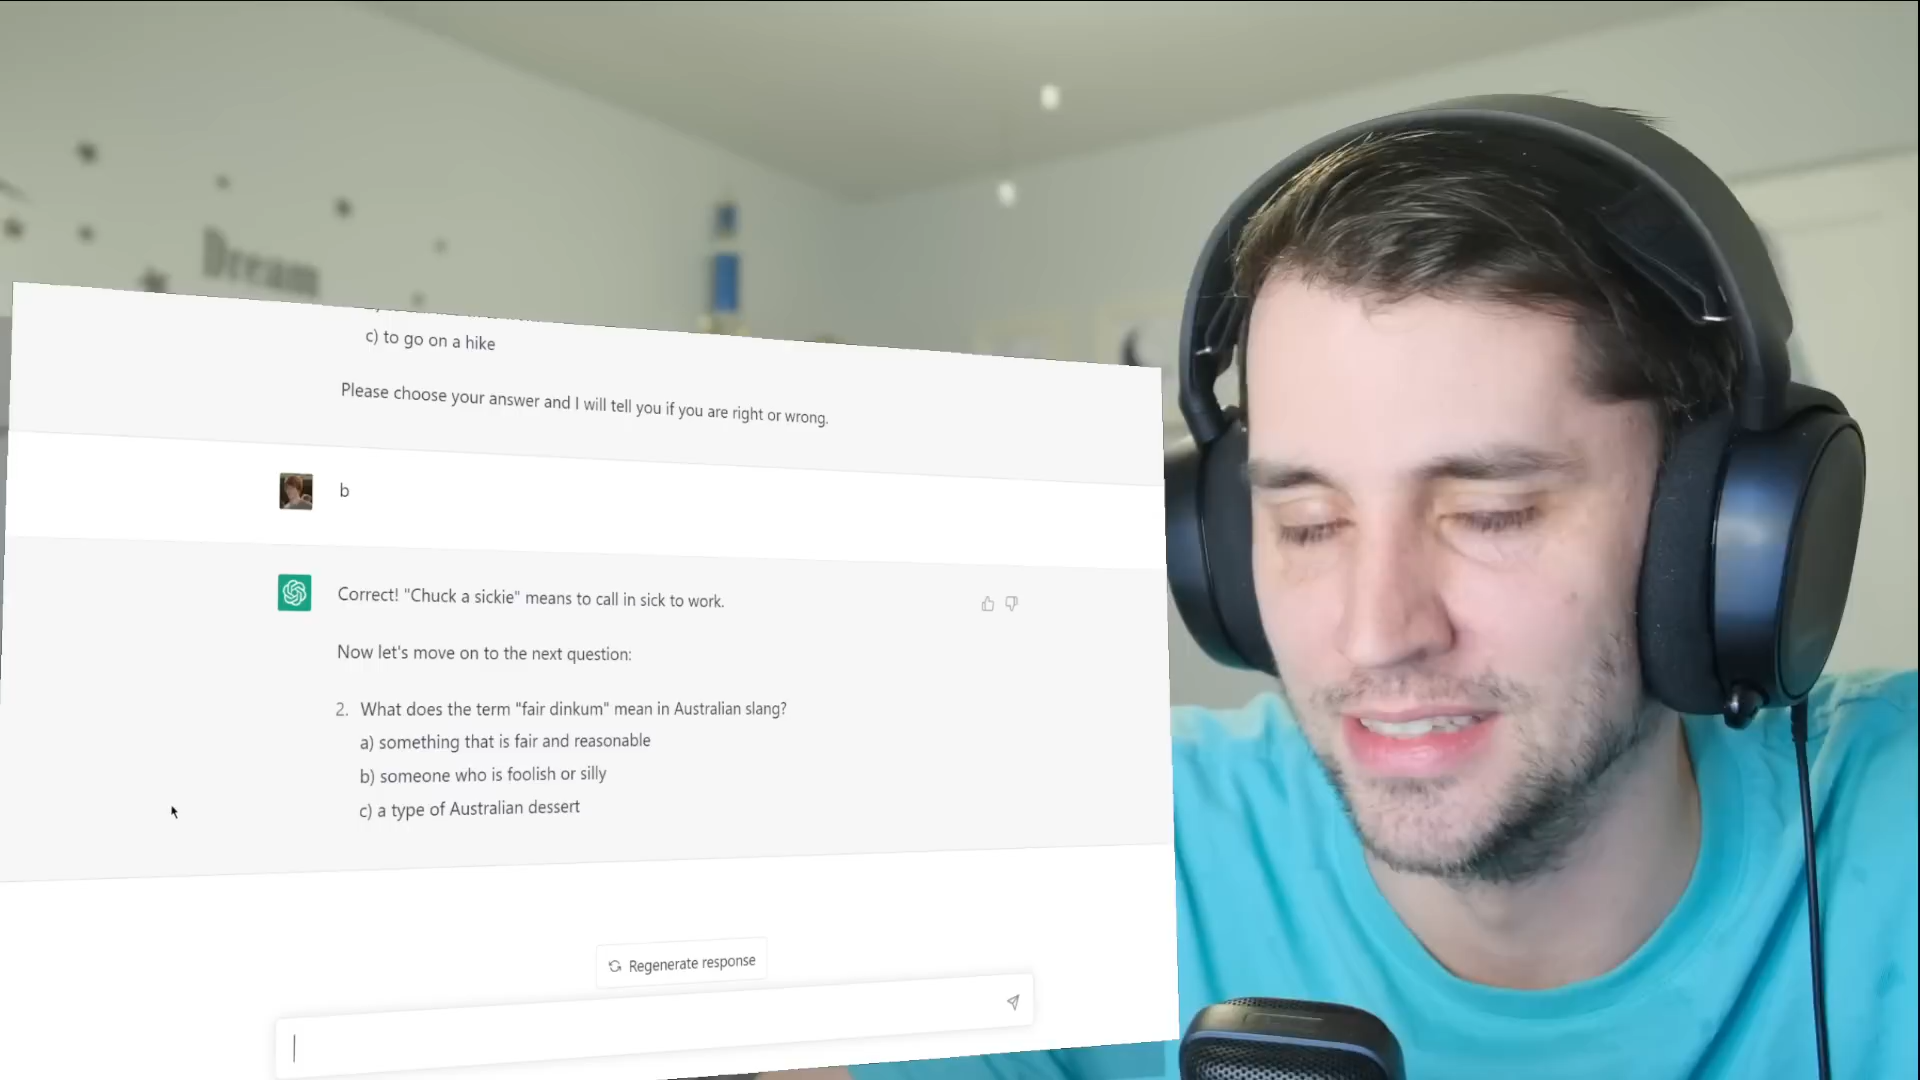 Dream
c) to go on a hike
Please choose your answer and I will tell you if you are right or wrong.
b
Correct! "Chuck a sickie" means to call in sick to work.
Now let's move on to the next question:
2. What does the term "fair dinkum" mean in Australian slang?
a) something that is fair and reasonable
b) someone who is foolish or silly
c) a type of Australian dessert
Regenerate response